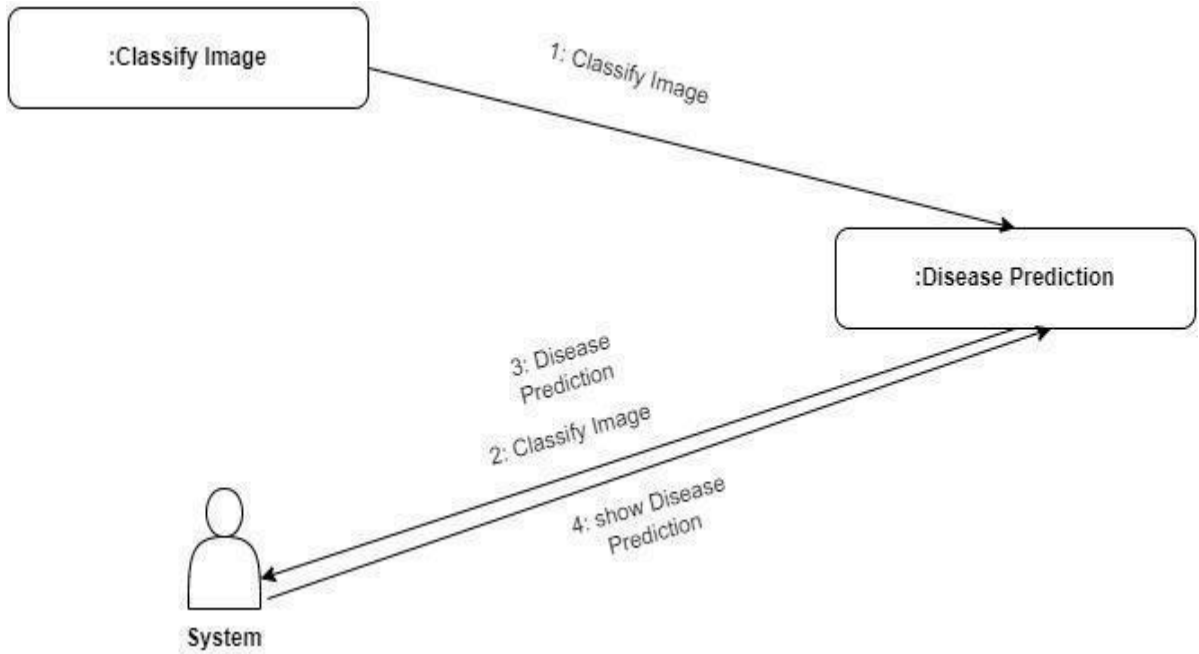 :Classify Image
1: Classify Image
:Disease Prediction
3: Disease
Prediction
2: Classify Image
4: show Disease
Prediction
System